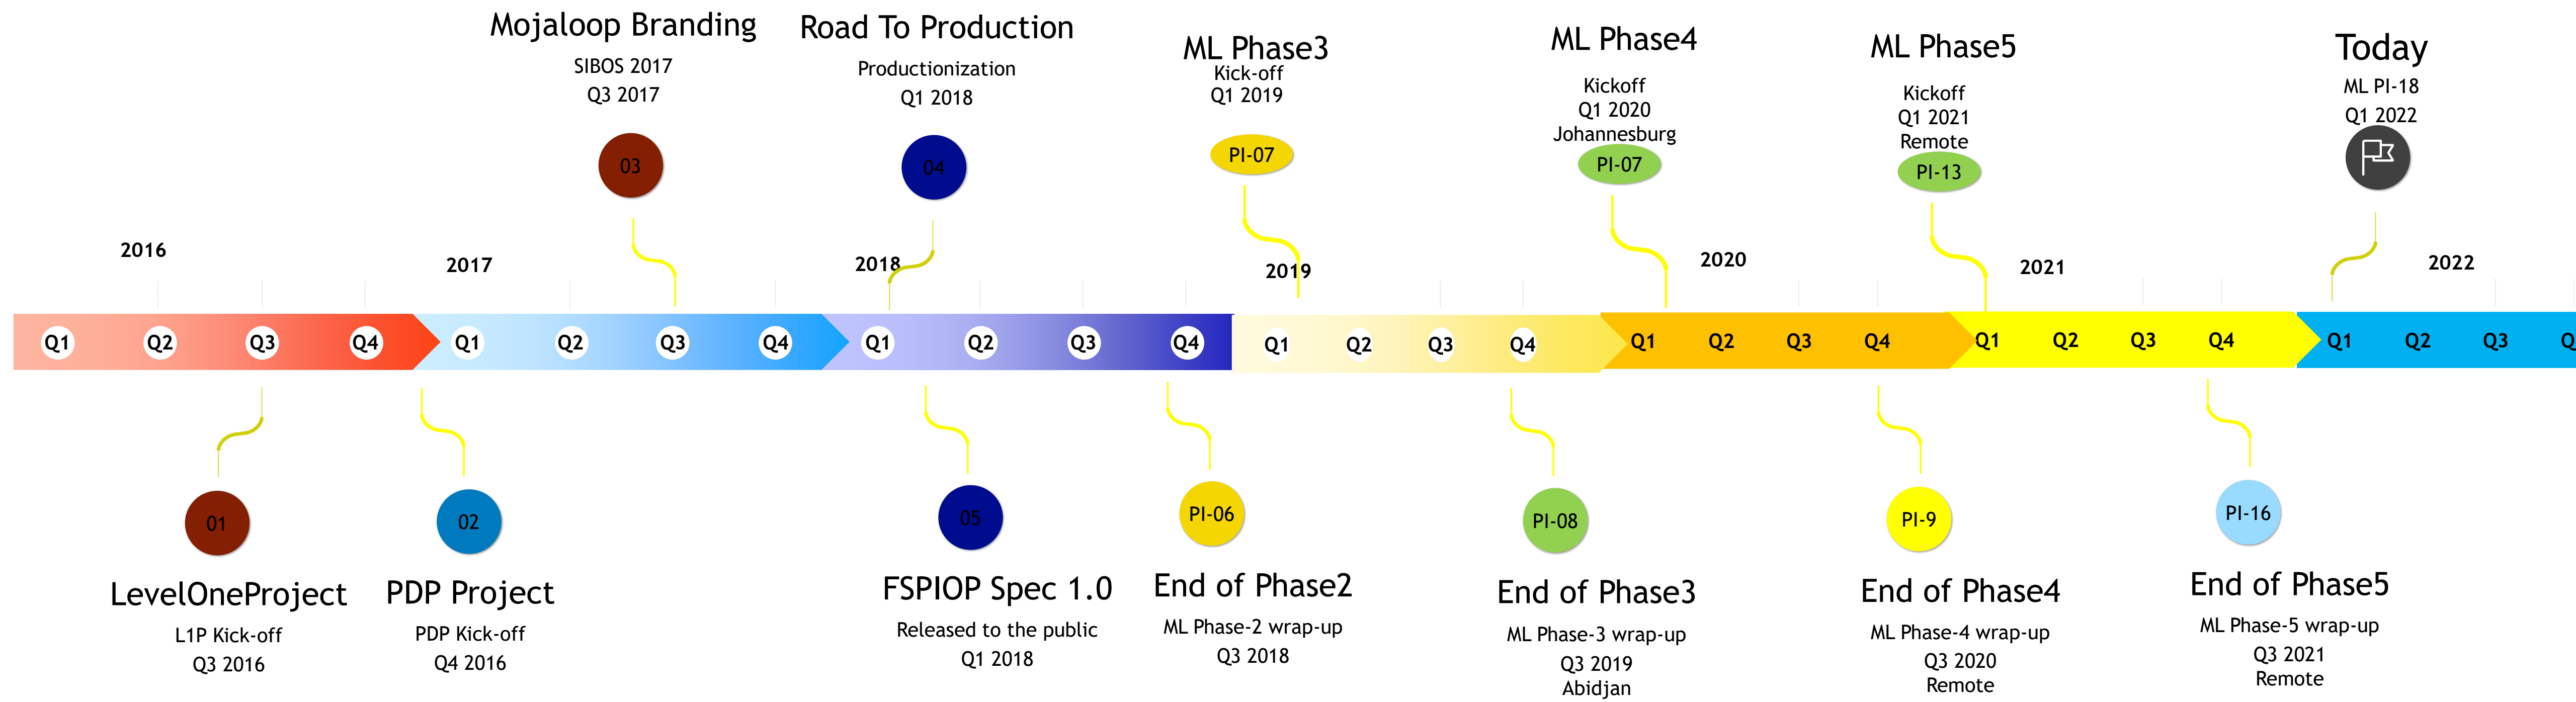 Mojaloop Branding
SIBOS 2017
Q3 2017
03
Road To Production
Productionization
Q1 2018
04
ML Phase3
Kick-off
Q1 2019
PI-07
ML Phase4
Kickoff
Q1 2020
Johannesburg
PI-07
ML Phase5
Kickoff
Q1 2021
Remote
PI-13
Today
ML PI-18
Q1 2022
2016
2017
2018
2019
2020
2021
2022
Q1 Q2 Q3 Q4 Q1 Q2 Q3 Q4 Q1 Q2 Q3 Q4 Q1 Q2 Q3 Q4 Q1 Q2 Q3 Q4 Q1 Q2 Q3 Q4 Q1 Q2 Q3 Q
01
LevelOneProject
L1P Kick-off
Q3 2016
02
PDP Project
PDP Kick-off
Q4 2016
05
FSPIOP Spec 1.0
Released to the public
Q1 2018
PI-06
End of Phase2
ML Phase-2 wrap-up
Q3 2018
PI-08
End of Phase3
ML Phase-3 wrap-up
Q3 2019
Abidjan
PI-9
End of Phase4
ML Phase-4 wrap-up
Q3 2020
Remote
PI-16
End of Phase5
ML Phase-5 wrap-up
Q3 2021
Remote